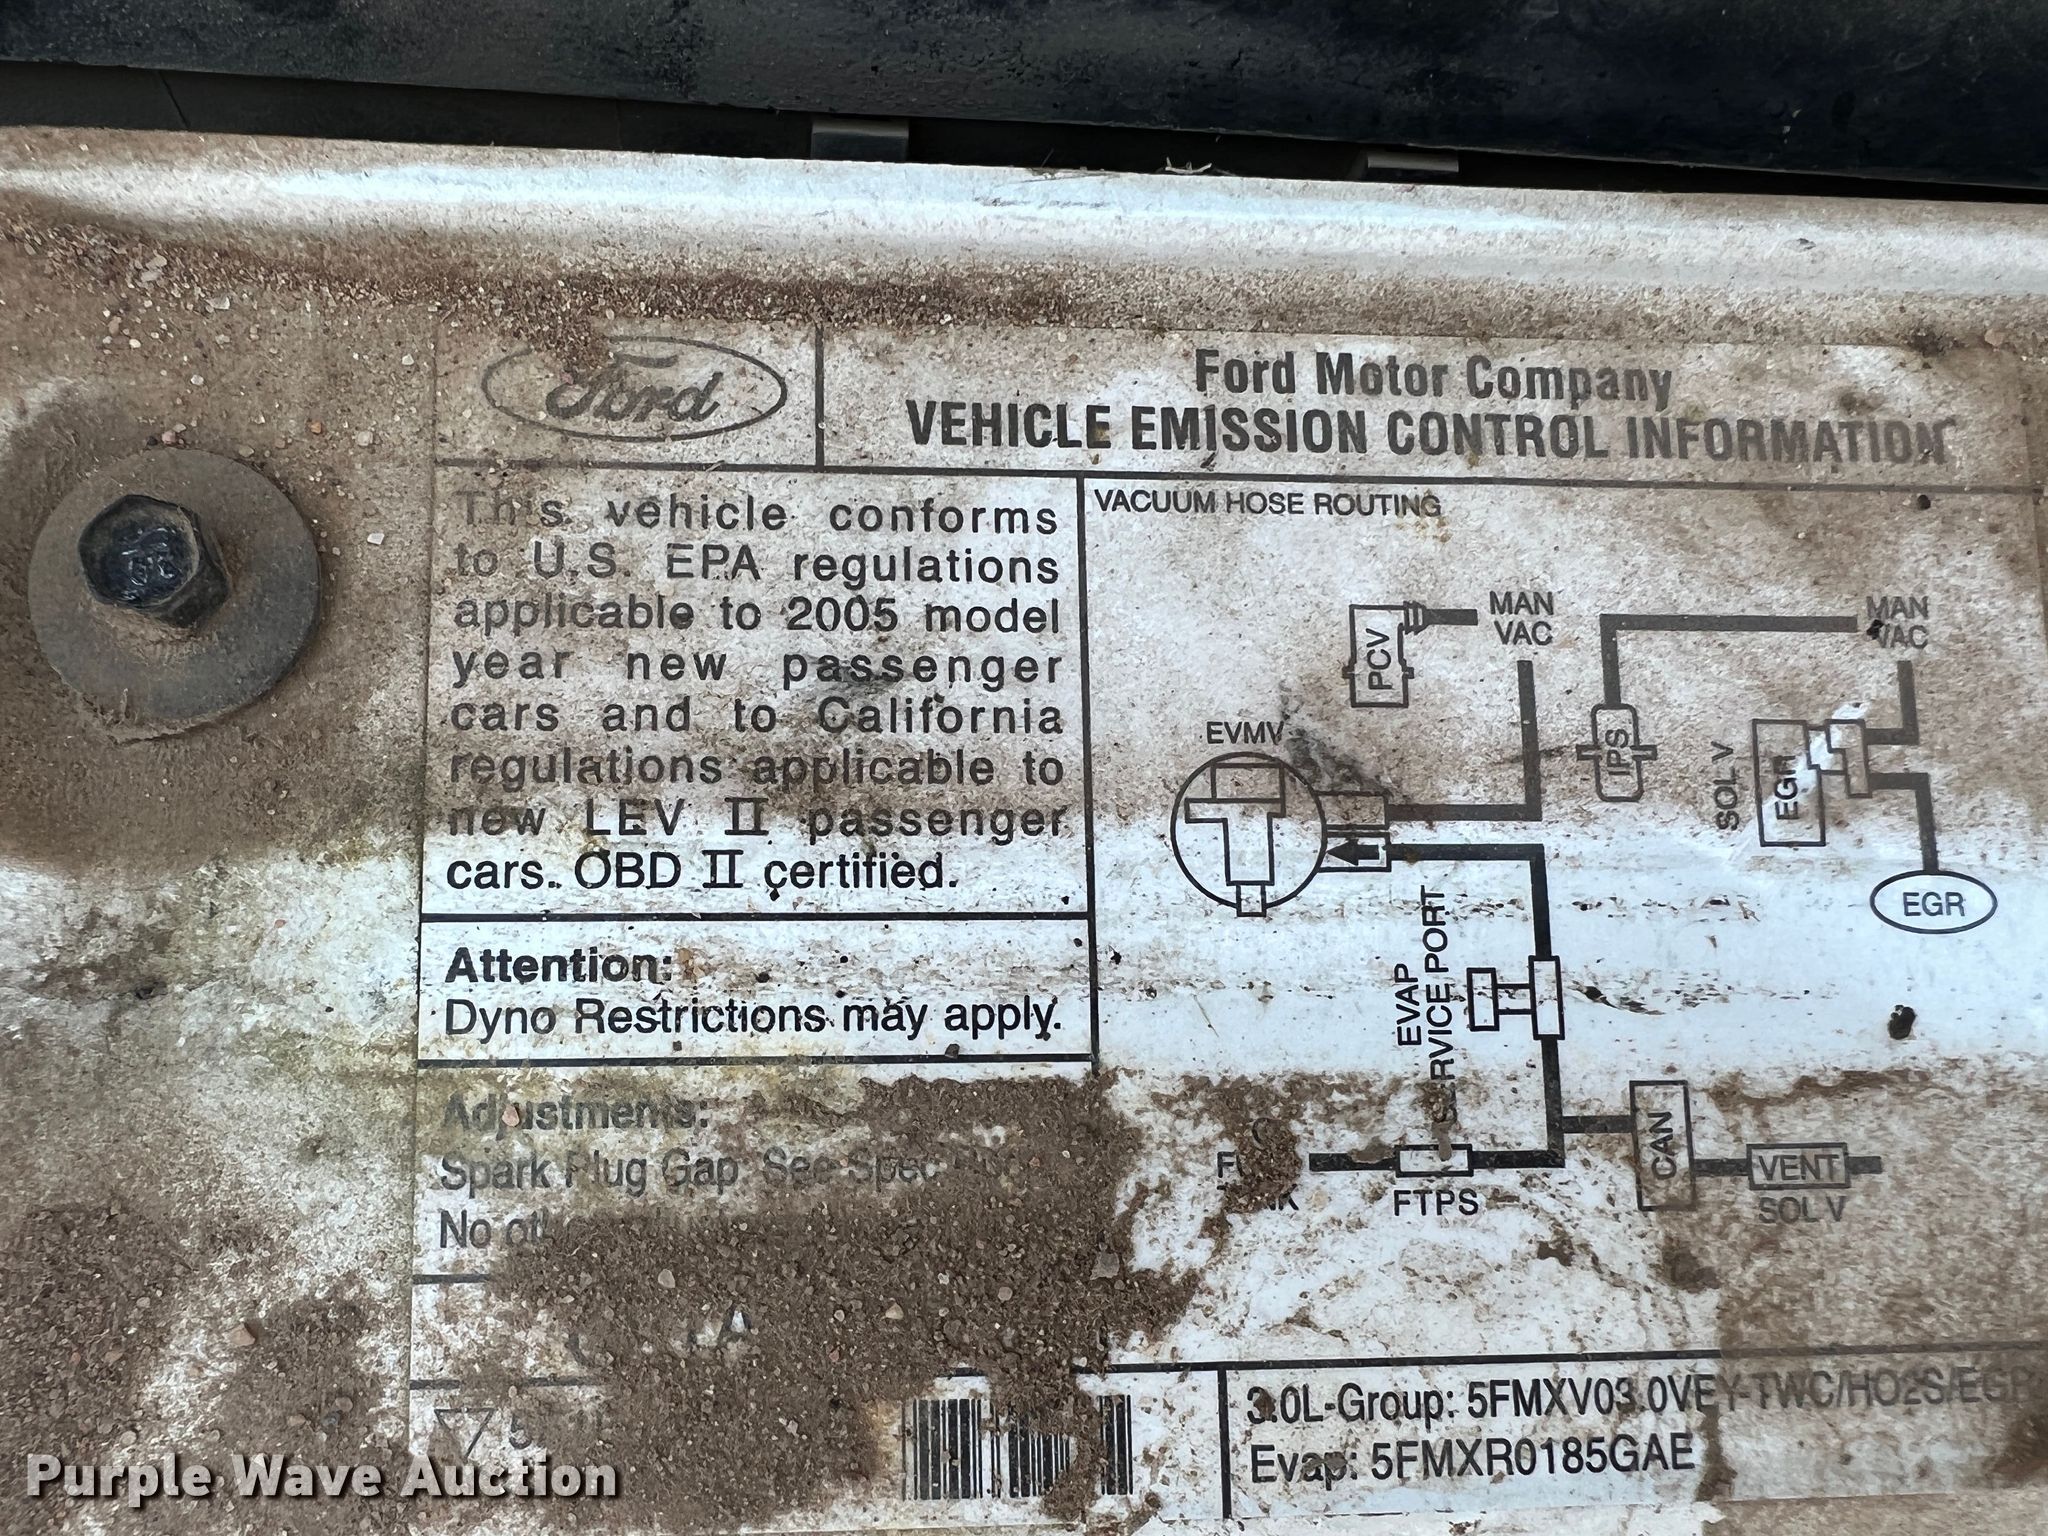 Ford
Ford Motor Company
VEHICLE EMISSION CONTROL INFORMATION
This vehicle conforms
to U.S. EPA regulations
applicable to 2005 model
year new passenger
cars and to California
regulations applicable to
new LEV II passenger
cars. OBD II certified.
Attention:
Dyno Restrictions may apply.
Adjustments:
Spark Plug Gap: See
No
VACUUM HOSE ROUTING
PCV
MAN
VAC
MAN
VAC
EVMV
IPS
SOL V
EGR
EGR
EVAP
SERVICE PORT
FTPS
CAN
VENT
SOL V
3.0L-Group: 5FMXV03.0VEY-TWC/HO2S/EGR
Evap: 5FMXR0185GAE
Purple Wave Auction